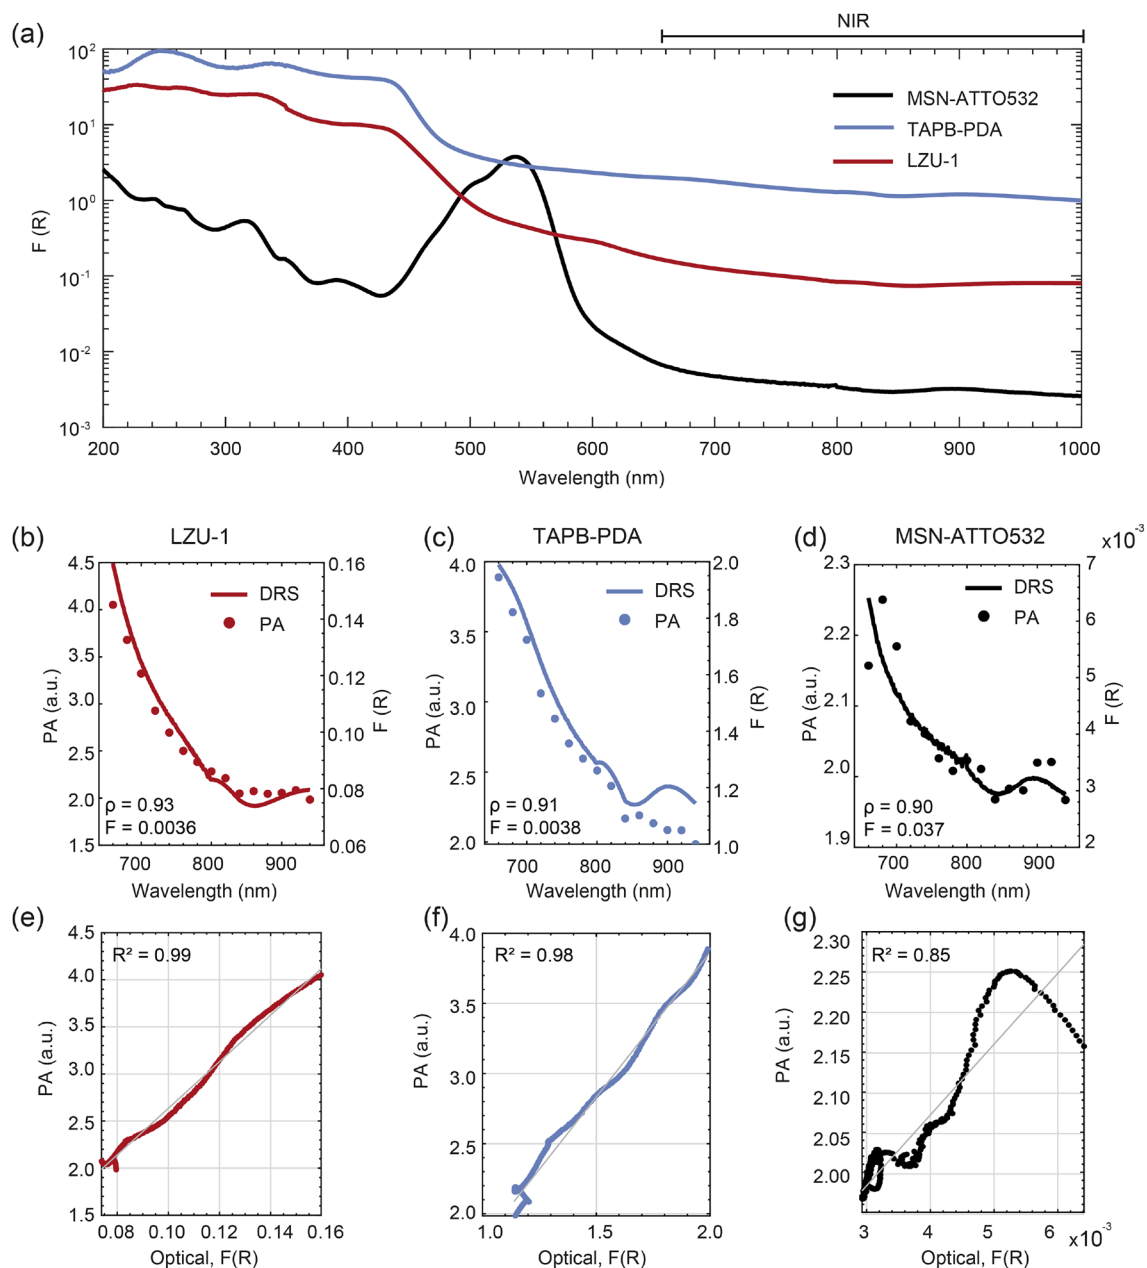 (a)
NIR
10²
10¹
10⁰
10⁻¹
10⁻²
10⁻³
F (R)
MSN-ATTO532
TAPB-PDA
LZU-1
200 300 400 500 600 700 800 900 1000
Wavelength (nm)
(b) LZU-1
4.5
4.0
3.5
3.0
2.5
2.0
1.5
PA (a.u.)
DRS
PA
0.16
0.14
0.12
0.10
0.08
0.06
F (R)
ρ = 0.93
F = 0.0036
700 800 900
Wavelength (nm)
(c) TAPB-PDA
4.0
3.5
3.0
2.5
2.0
PA (a.u.)
DRS
PA
2.0
1.8
1.6
1.4
1.2
1.0
F (R)
ρ = 0.91
F = 0.0038
700 800 900
Wavelength (nm)
(d) MSN-ATTO532 x10⁻³
2.3
2.2
2.1
2.0
1.9
PA (a.u.)
DRS
PA
7
6
5
4
3
2
F (R)
ρ = 0.90
F = 0.037
700 800 900
Wavelength (nm)
(e)
R² = 0.99
4.5
4.0
3.5
3.0
2.5
2.0
1.5
PA (a.u.)
0.08 0.10 0.12 0.14 0.16
Optical, F(R)
(f)
R² = 0.98
4.0
3.5
3.0
2.5
2.0
PA (a.u.)
1.0 1.5 2.0
Optical, F(R)
(g)
R² = 0.85
2.30
2.25
2.20
2.15
2.10
2.05
2.00
PA (a.u.)
3 4 5 6 x10⁻³
Optical, F(R)